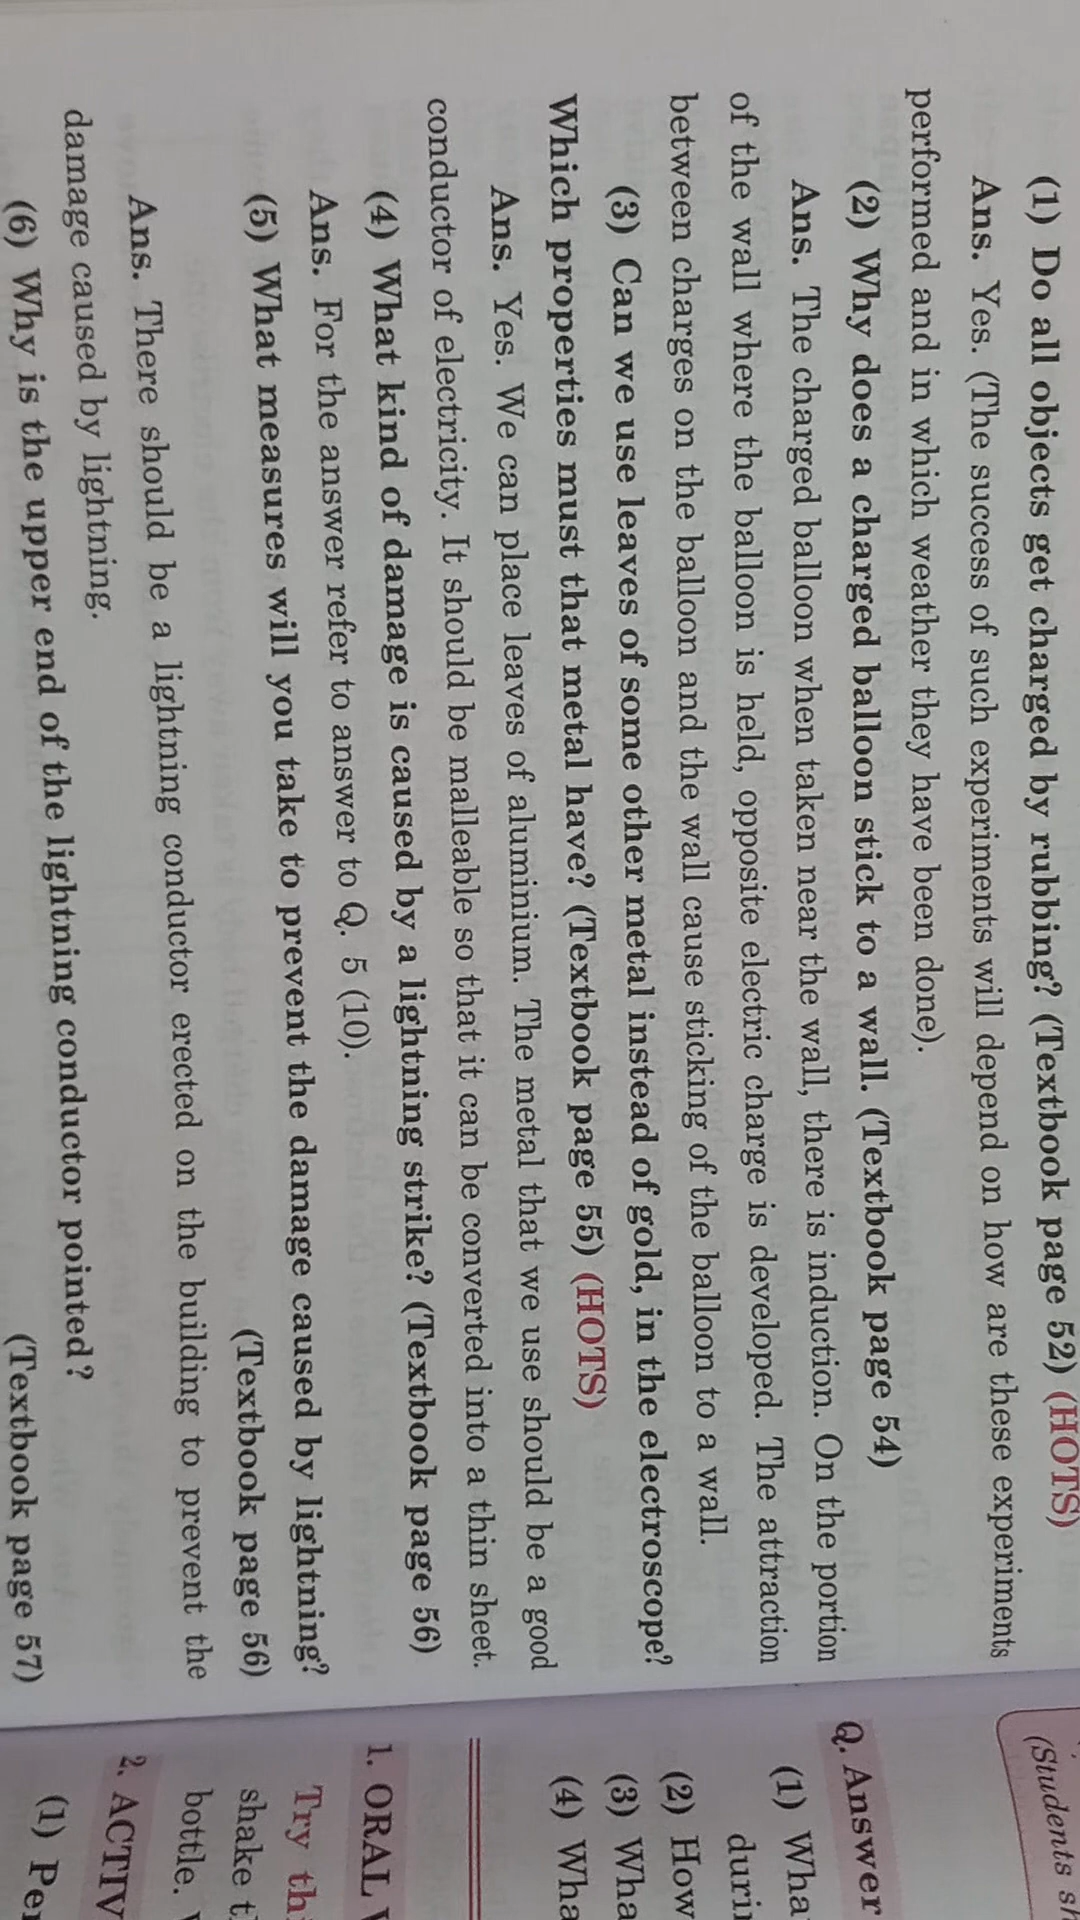 (1) Do all objects get charged by rubbing? (Textbook page 52) (HOTS)
Ans. Yes. (The success of such experiments will depend on how are these experiments
performed and in which weather they have been done).
(2) Why does a charged balloon stick to a wall. (Textbook page 54)
Ans. The charged balloon when taken near the wall, there is induction. On the portion
of the wall where the balloon is held, opposite electric charge is developed. The attraction
between charges on the balloon and the wall cause sticking of the balloon to a wall.
(3) Can we use leaves of some other metal instead of gold, in the electroscope?
Which properties must that metal have? (Textbook page 55) (HOTS)
Ans. Yes. We can place leaves of aluminium. The metal that we use should be a good
conductor of electricity. It should be malleable so that it can be converted into a thin sheet.
(4) What kind of damage is caused by a lightning strike? (Textbook page 56)
Ans. For the answer refer to answer to Q. 5 (10).
(5) What measures will you take to prevent the damage caused by lightning?
(Textbook page 56)
Ans. There should be a lightning conductor erected on the building to prevent the
damage caused by lightning.
(6) Why is the upper end of the lightning conductor pointed?
(Textbook page 57)
(Students sh
Q. Answer
(1) Wha
duri
(2) How
(3) Wha
(4) Wha
1. ORAL
Try thi
shake t
bottle.
2. ACTIV
(1) Per